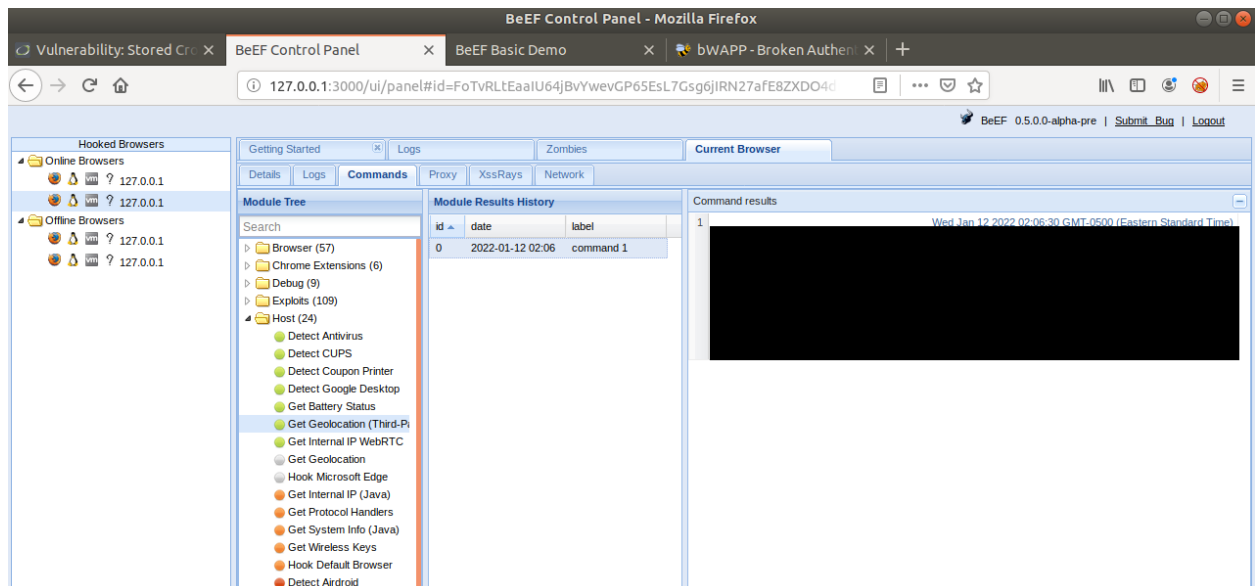 BeEF Control Panel - Mozilla Firefox
Vulnerability: Stored Cro
BeEF Control Panel
BeEF Basic Demo
bWAPP - Broken Authent
127.0.0.1:3000/ui/panel#id=FoTvRLtEaaIU64jBvYwevGP65EsL7Gsg6jIRN27afE8ZXDO4d
BeEF 0.5.0.0-alpha-pre | Submit Bug | Logout
Hooked Browsers
Online Browsers
? 127.0.0.1
? 127.0.0.1
Offline Browsers
? 127.0.0.1
? 127.0.0.1
Getting Started
Logs
Zombies
Current Browser
Details
Logs
Commands
Proxy
XssRays
Network
Module Tree
Search
Browser (57)
Chrome Extensions (6)
Debug (9)
Exploits (109)
Host (24)
Detect Antivirus
Detect CUPS
Detect Coupon Printer
Detect Google Desktop
Get Battery Status
Get Geolocation (Third-Pa
Get Internal IP WebRTC
Get Geolocation
Hook Microsoft Edge
Get Internal IP (Java)
Get Protocol Handlers
Get System Info (Java)
Get Wireless Keys
Hook Default Browser
Detect Airdroid
Module Results History
id date label
0 2022-01-12 02:06 command 1
Command results
1 Wed Jan 12 2022 02:06:30 GMT-0500 (Eastern Standard Time)